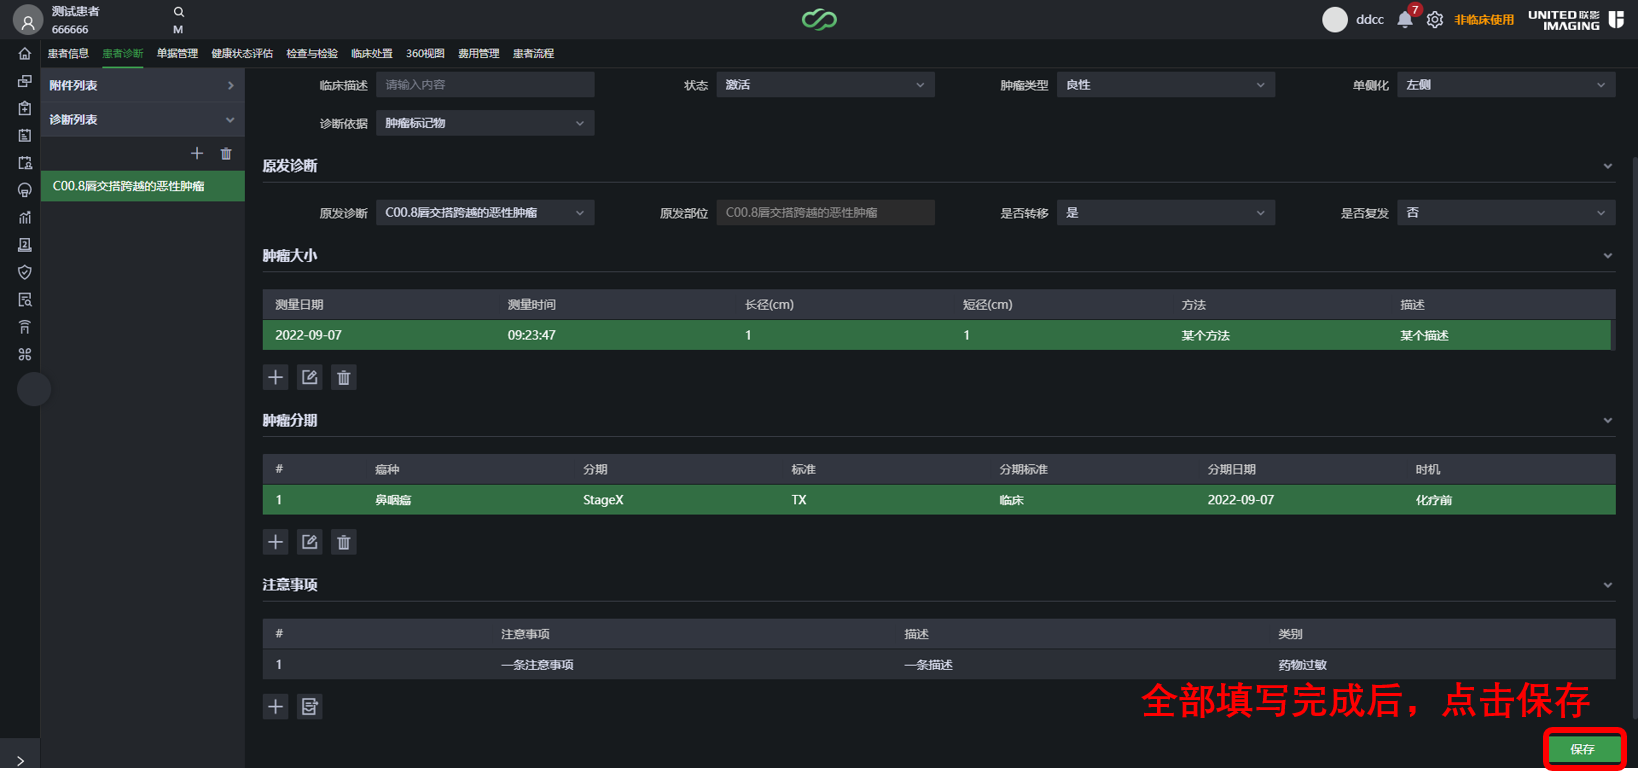 测试患者
666666 M
ddcc 7 非临床使用 UNITED 联影 IMAGING
患者信息 患者诊断 单据管理 健康状态评估 检查与检验 临床处置 360视图 费用管理 患者流程
附件列表
诊断列表
C00.8唇交搭跨越的恶性肿瘤
临床描述 请输入内容 状态 激活 肿瘤类型 良性 单侧化 左侧
诊断依据 肿瘤标记物
原发诊断
原发诊断 C00.8唇交搭跨越的恶性肿瘤 原发部位 C00.8唇交搭跨越的恶性肿瘤 是否转移 是 是否复发 否
肿瘤大小
测量日期 测量时间 长径(cm) 短径(cm) 方法 描述
2022-09-07 09:23:47 1 1 某个方法 某个描述
肿瘤分期
# 癌种 分期 标准 分期标准 分期日期 时机
1 鼻咽癌 StageX TX 临床 2022-09-07 化疗前
注意事项
# 注意事项 描述 类别
1 一条注意事项 一条描述 药物过敏
全部填写完成后，点击保存
保存